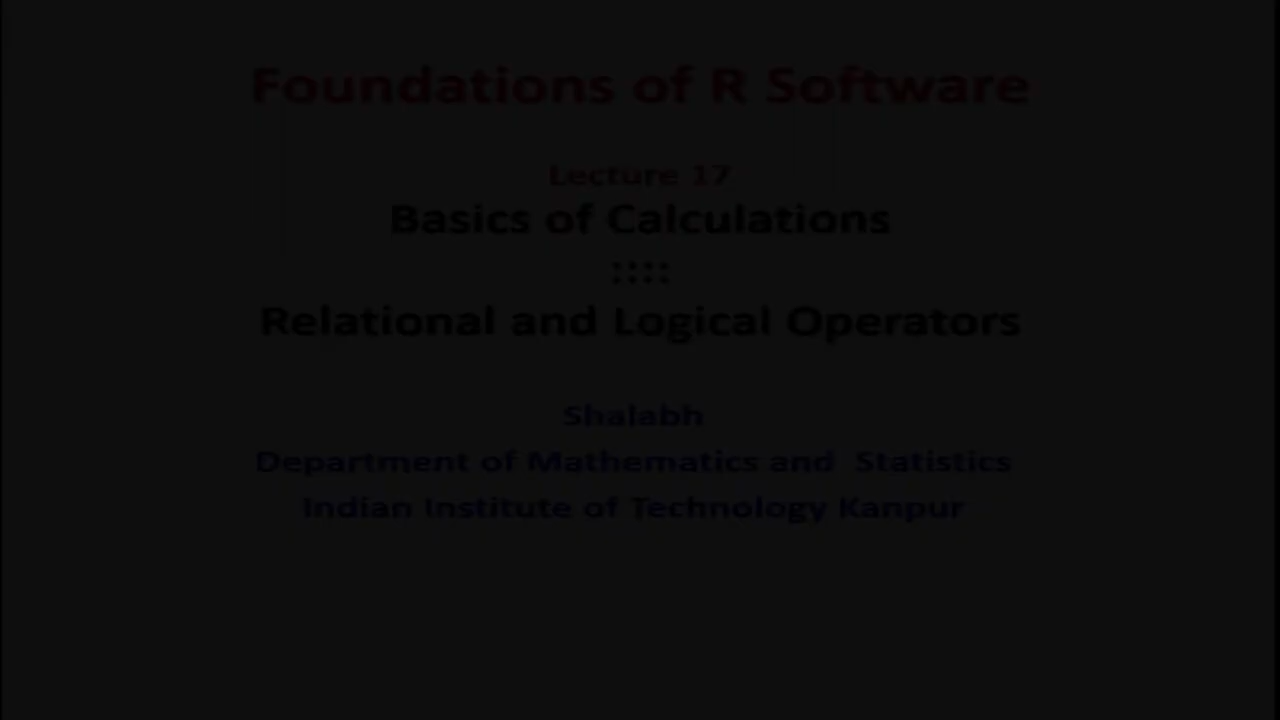 Foundations of R Software
Lecture 17
Basics of Calculations
::::
Relational and Logical Operators
Shalabh
Department of Mathematics and Statistics
Indian Institute of Technology Kanpur